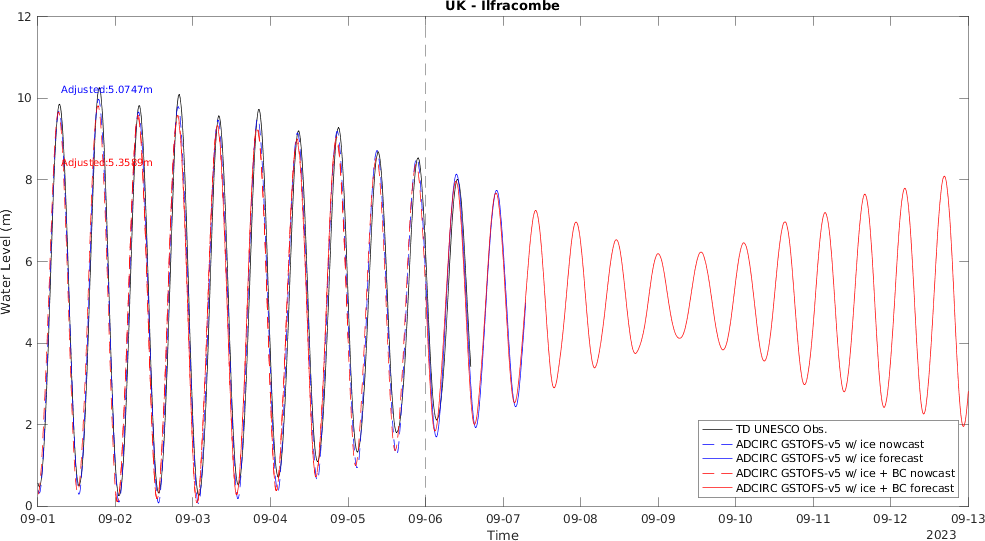 UK - Ilfracombe
12
10
8
6
4
2
0
Water Level (m)
Adjusted:5.0747m
Adjusted:5.3589m
TD UNESCO Obs.
ADCIRC GSTOFS-v5 w/ ice nowcast
ADCIRC GSTOFS-v5 w/ ice forecast
ADCIRC GSTOFS-v5 w/ ice + BC nowcast
ADCIRC GSTOFS-v5 w/ ice + BC forecast
09-01 09-02 09-03 09-04 09-05 09-06 09-07 09-08 09-09 09-10 09-11 09-12 09-13
Time
2023